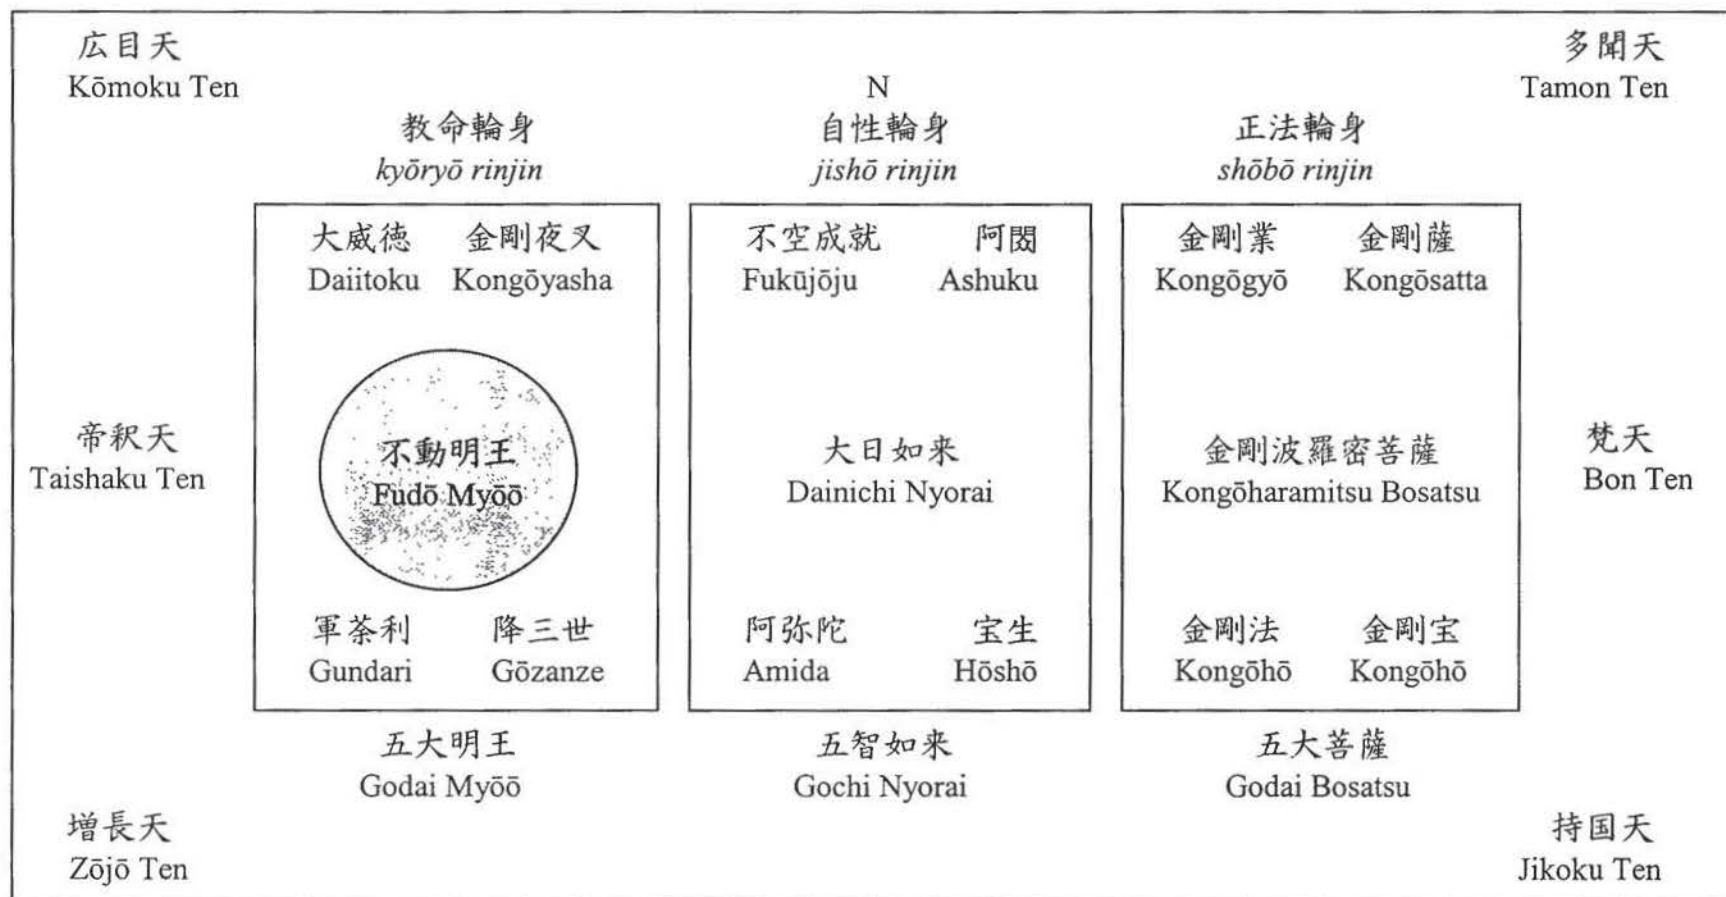 広目天
Kōmoku Ten
多聞天
Tamon Ten
N
教命輪身
kyōryō rinjin
自性輪身
jishō rinjin
正法輪身
shōbō rinjin
大威徳 金剛夜叉
Daiitoku Kongōyasha
不空成就 阿閦
Fukūjōju Ashuku
金剛業 金剛薩
Kongōgyō Kongōsatta
帝釈天
Taishaku Ten
不動明王
Fudō Myōō
大日如来
Dainichi Nyorai
金剛波羅密菩薩
Kongōharamitsu Bosatsu
梵天
Bon Ten
軍荼利 降三世
Gundari Gōzanze
阿弥陀 宝生
Amida Hōshō
金剛法 金剛宝
Kongōhō Kongōhō
五大明王
Godai Myōō
五智如来
Gochi Nyorai
五大菩薩
Godai Bosatsu
増長天
Zōjō Ten
持国天
Jikoku Ten